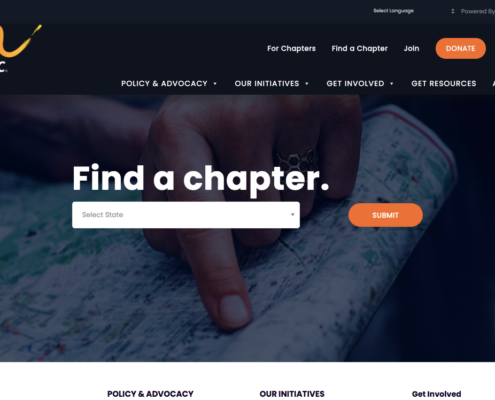 Select Language
Powered By
For Chapters
Find a Chapter
Join
DONATE
POLICY & ADVOCACY
OUR INITIATIVES
GET INVOLVED
GET RESOURCES
Find a chapter.
Select State
SUBMIT
POLICY & ADVOCACY
OUR INITIATIVES
Get Involved